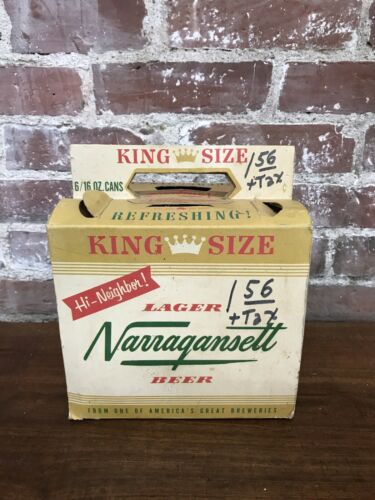 KING SIZE
1 56
+Tax
6/16 OZ. CANS
REFRESHING!
KING SIZE
Hi-Neighbor!
1 56
+Tax
LAGER
Narragansett
BEER
FROM ONE OF AMERICA'S GREAT BREWERIES